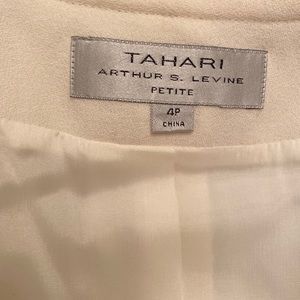 TAHARI
ARTHUR S. LEVINE
PETITE
4P
CHINA